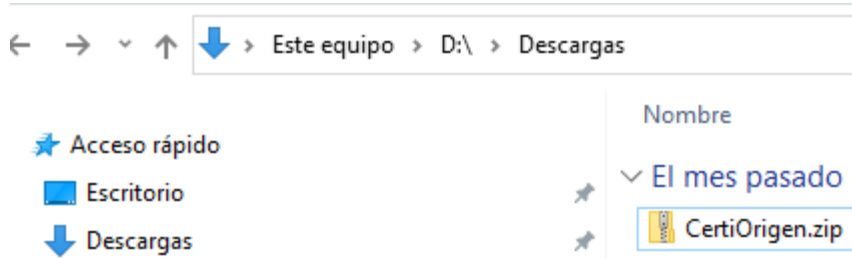 Este equipo > D:\ > Descargas
Nombre
Acceso rápido
El mes pasado
Escritorio
CertiOrigen.zip
Descargas